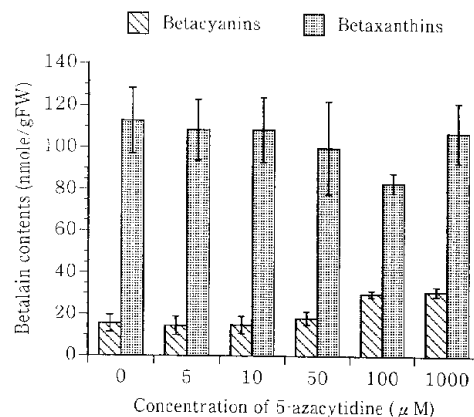 Betacyanins Betaxanthins
Betalain contents (nmole/gFW)
140
120
100
80
60
40
20
0
0 5 10 50 100 1000
Concentration of 5-azacytidine (μM)